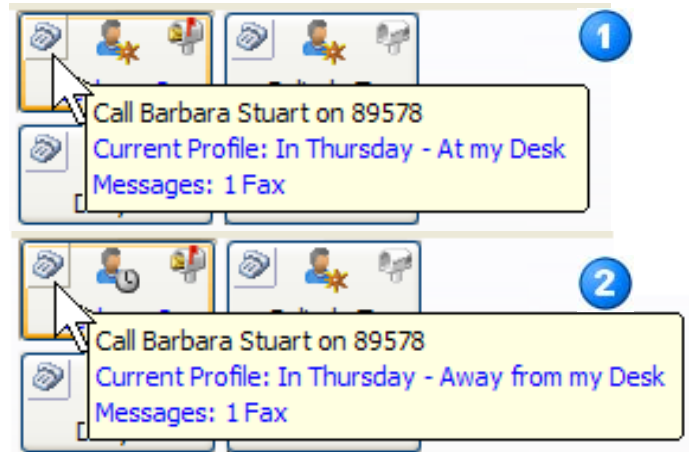 1
Call Barbara Stuart on 89578
Current Profile: In Thursday - At my Desk
Messages: 1 Fax
2
Call Barbara Stuart on 89578
Current Profile: In Thursday - Away from my Desk
Messages: 1 Fax